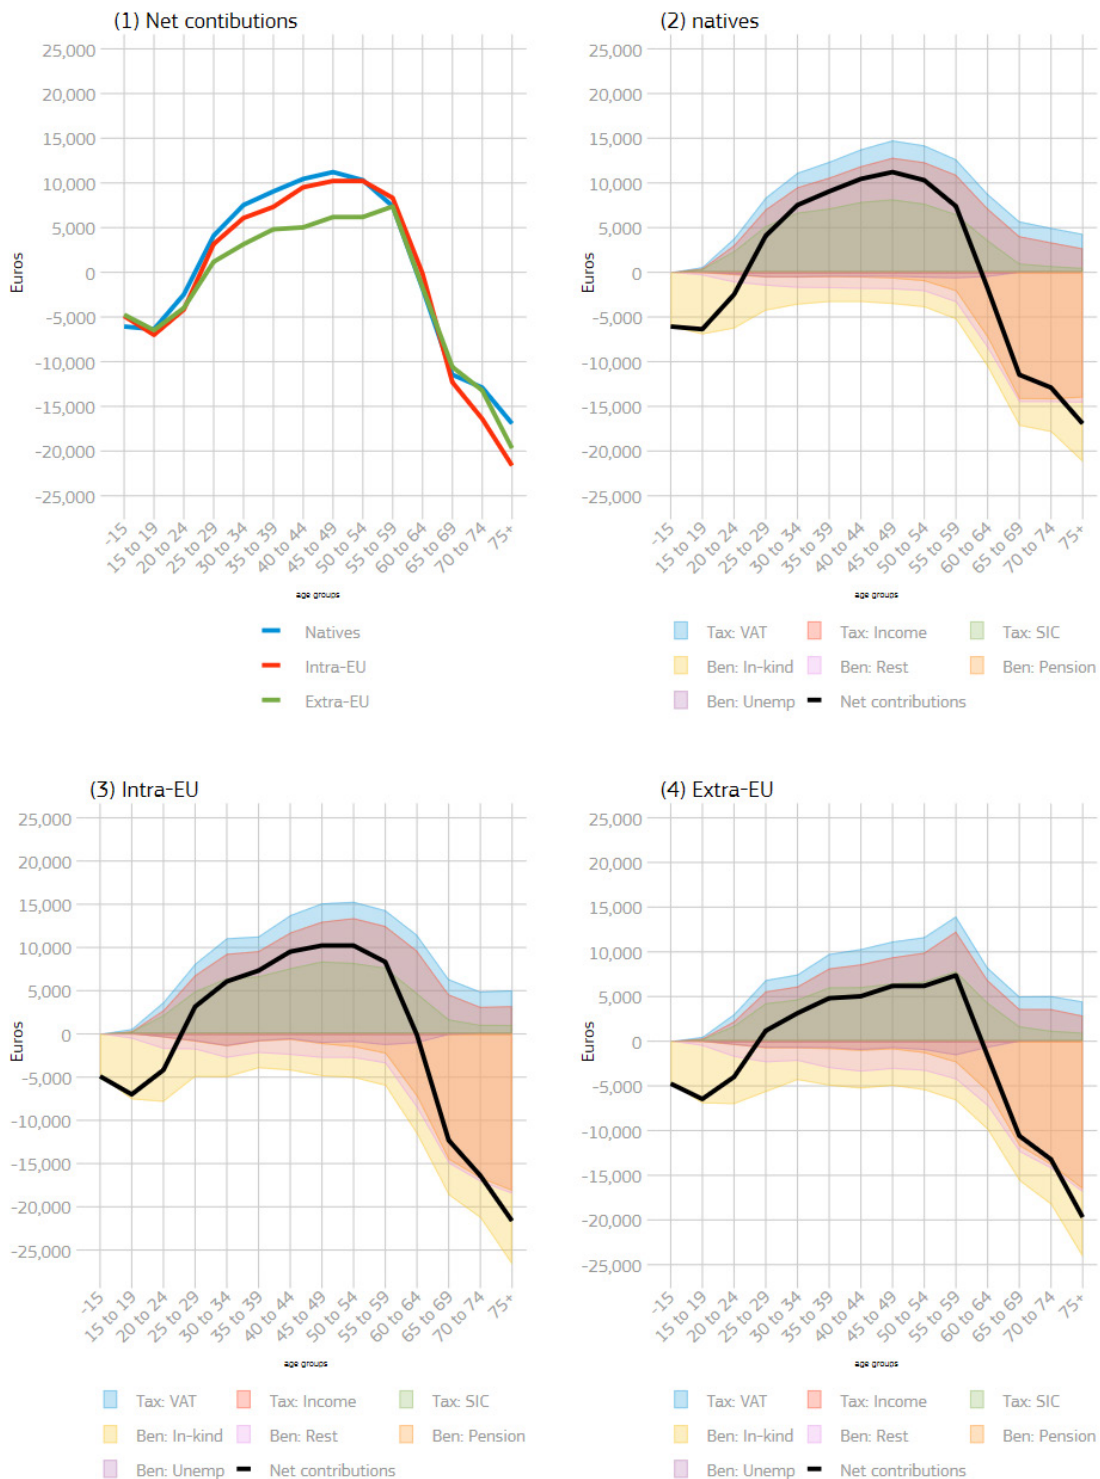 (1) Net contibutions
25,000
20,000
15,000
10,000
5,000
0
-5,000
-10,000
-15,000
-20,000
-25,000
Euros
-15
15 to 19
20 to 24
25 to 29
30 to 34
35 to 39
40 to 44
45 to 49
50 to 54
55 to 59
60 to 64
65 to 69
70 to 74
75+
age groups
Natives
Intra-EU
Extra-EU
(2) natives
25,000
20,000
15,000
10,000
5,000
0
-5,000
-10,000
-15,000
-20,000
-25,000
Euros
-15
15 to 19
20 to 24
25 to 29
30 to 34
35 to 39
40 to 44
45 to 49
50 to 54
55 to 59
60 to 64
65 to 69
70 to 74
75+
age groups
Tax: VAT Tax: Income Tax: SIC
Ben: In-kind Ben: Rest Ben: Pension
Ben: Unemp Net contributions
(3) Intra-EU
25,000
20,000
15,000
10,000
5,000
0
-5,000
-10,000
-15,000
-20,000
-25,000
Euros
-15
15 to 19
20 to 24
25 to 29
30 to 34
35 to 39
40 to 44
45 to 49
50 to 54
55 to 59
60 to 64
65 to 69
70 to 74
75+
age groups
Tax: VAT Tax: Income Tax: SIC
Ben: In-kind Ben: Rest Ben: Pension
Ben: Unemp Net contributions
(4) Extra-EU
25,000
20,000
15,000
10,000
5,000
0
-5,000
-10,000
-15,000
-20,000
-25,000
Euros
-15
15 to 19
20 to 24
25 to 29
30 to 34
35 to 39
40 to 44
45 to 49
50 to 54
55 to 59
60 to 64
65 to 69
70 to 74
75+
age groups
Tax: VAT Tax: Income Tax: SIC
Ben: In-kind Ben: Rest Ben: Pension
Ben: Unemp Net contributions